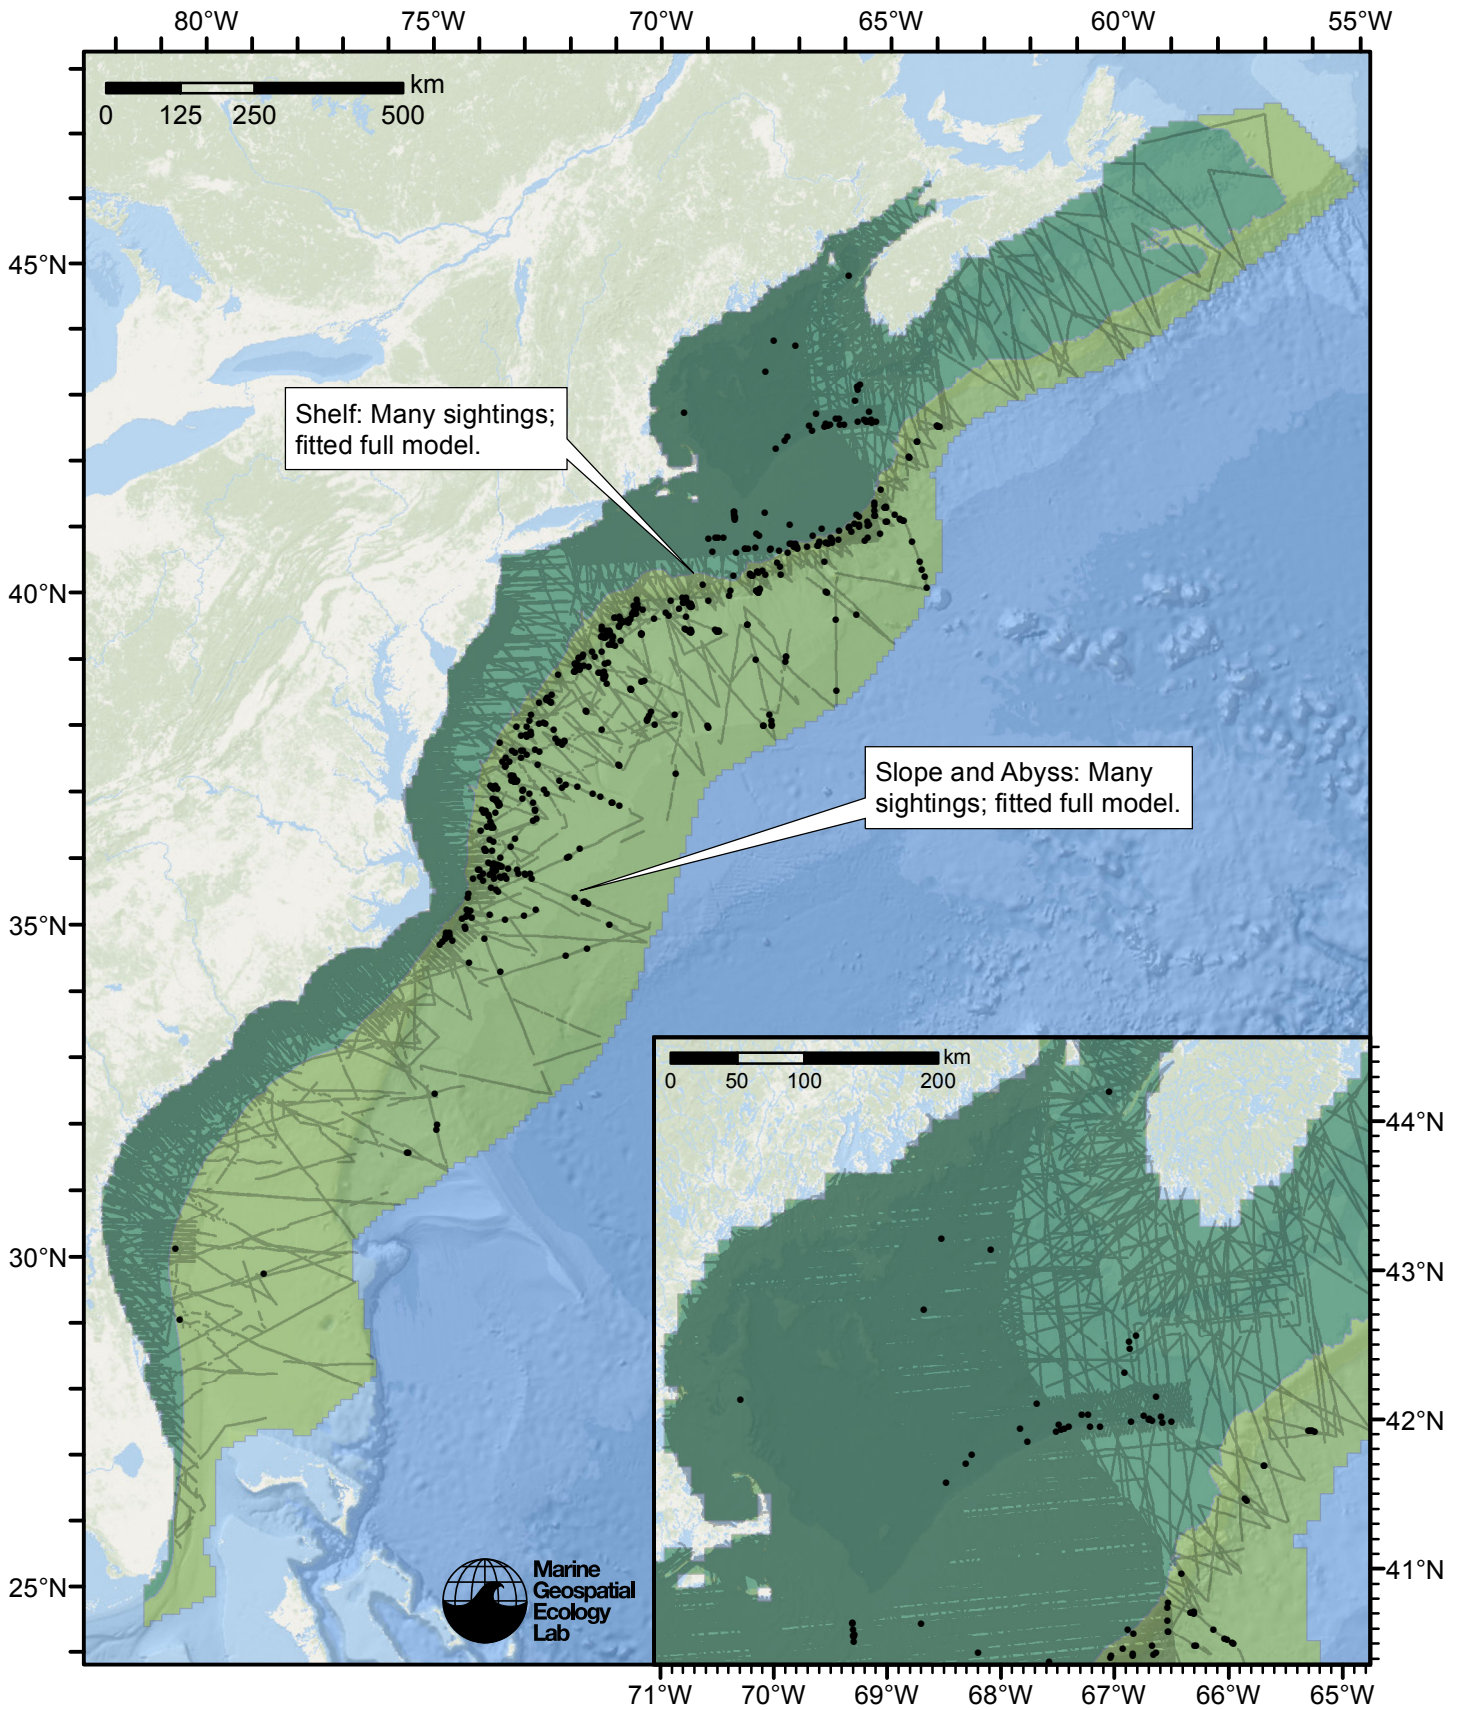 80°W 75°W 70°W 65°W 60°W 55°W
km
0 125 250 500
45°N
40°N
35°N
30°N
25°N
Shelf: Many sightings;
fitted full model.
Slope and Abyss: Many
sightings; fitted full model.
km
0 50 100 200
44°N
43°N
42°N
41°N
Marine
Geospatial
Ecology
Lab
71°W 70°W 69°W 68°W 67°W 66°W 65°W